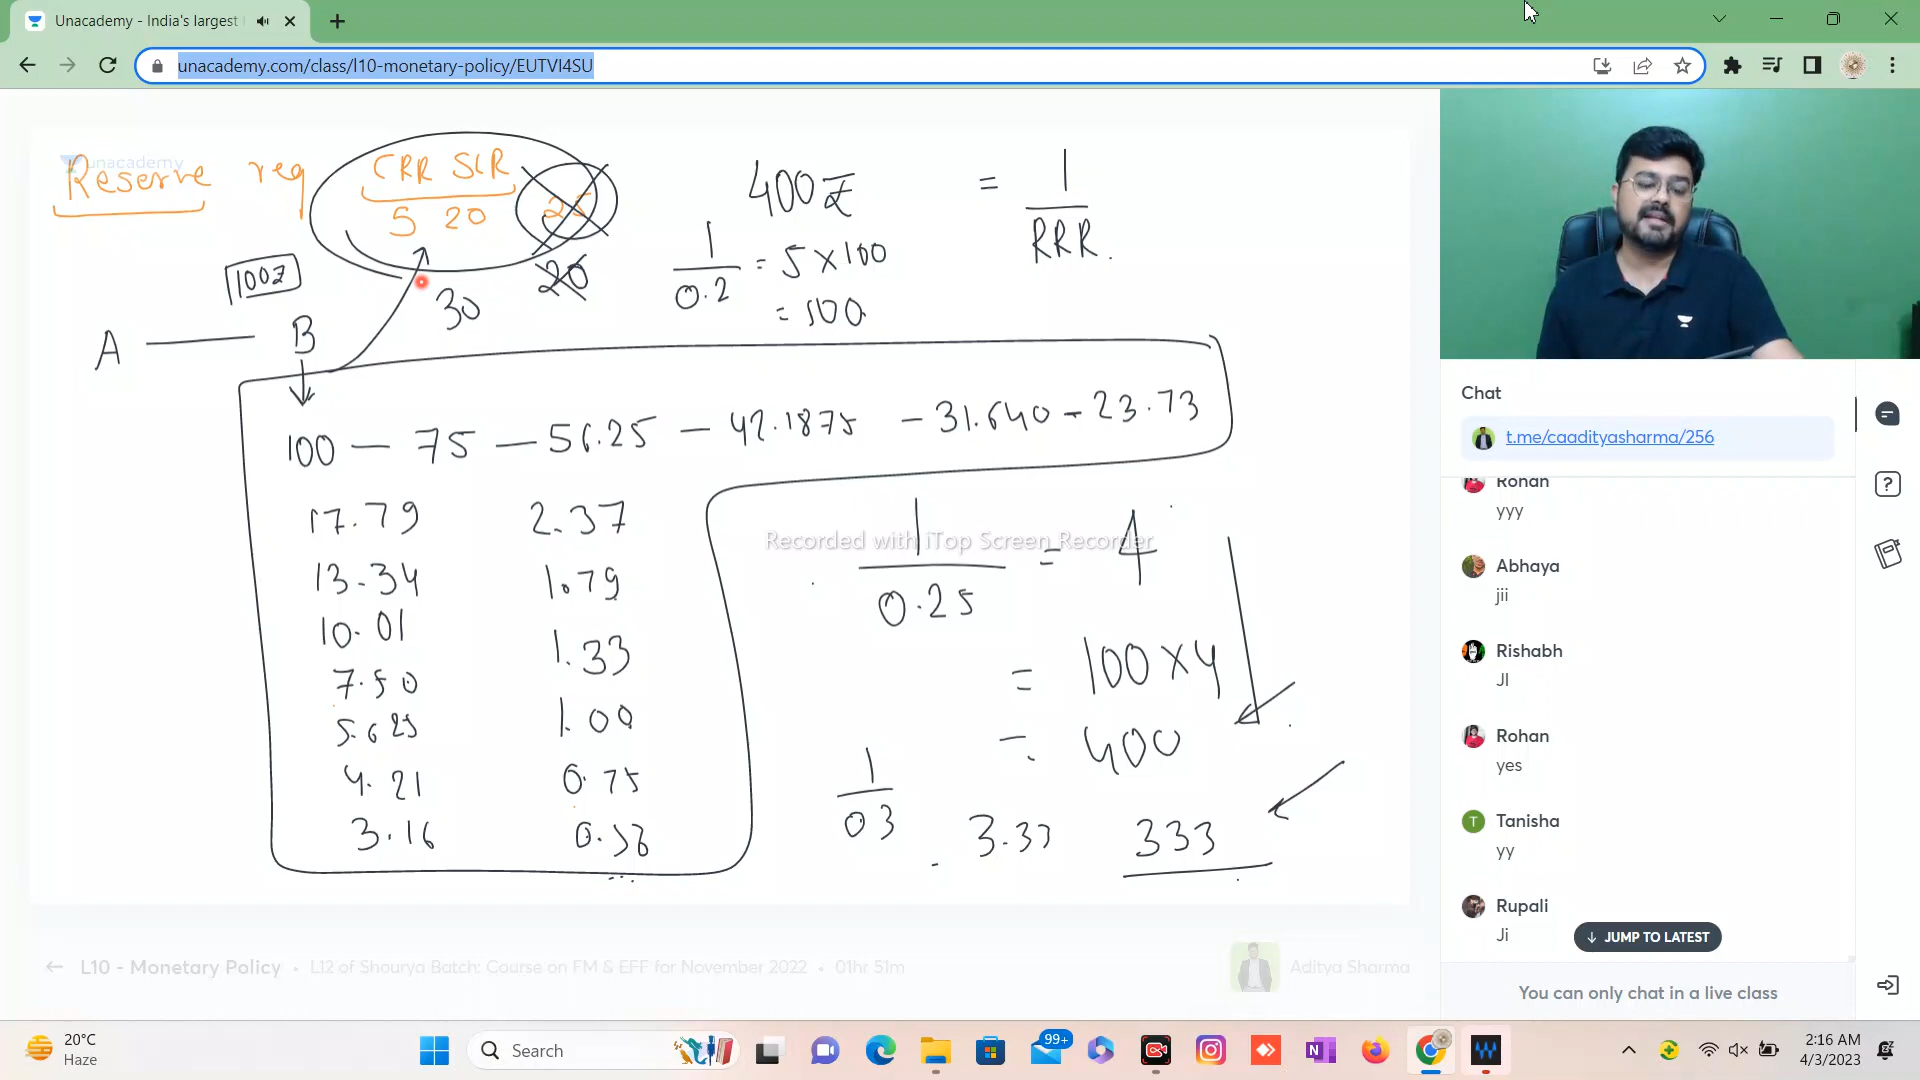 Unacademy - India's largest
unacademy.com/class/l10-monetary-policy/EUTVI4SU
unacademy
Reserve req CRR SLR
5 20 25
400 z = 1/RRR.
1/0.2 = 5 x 100
= 500
100z
20
30
A — B
100 — 75 — 56.25 — 42.1875 - 31.640 - 23.73
17.79 2.37
13.34 1.79
10.01 1.33
7.50 1.00
5.625 0.75
4.21
3.16
Recorded with iTop Screen Recorder
1/0.25 = 4
= 100 x 4
= 400
1/03 3.33 333
Chat
t.me/caadityasharma/256
Rohan
yyy
Abhaya
jii
Rishabh
JI
Rohan
yes
T Tanisha
yy
Rupali
Ji
↓ JUMP TO LATEST
You can only chat in a live class
← L10 - Monetary Policy • L12 of Shourya Batch: Course on FM & EFF for November 2022 • 01hr 51m
Aditya Sharma
20°C
Haze
Search
99+
2:16 AM
4/3/2023